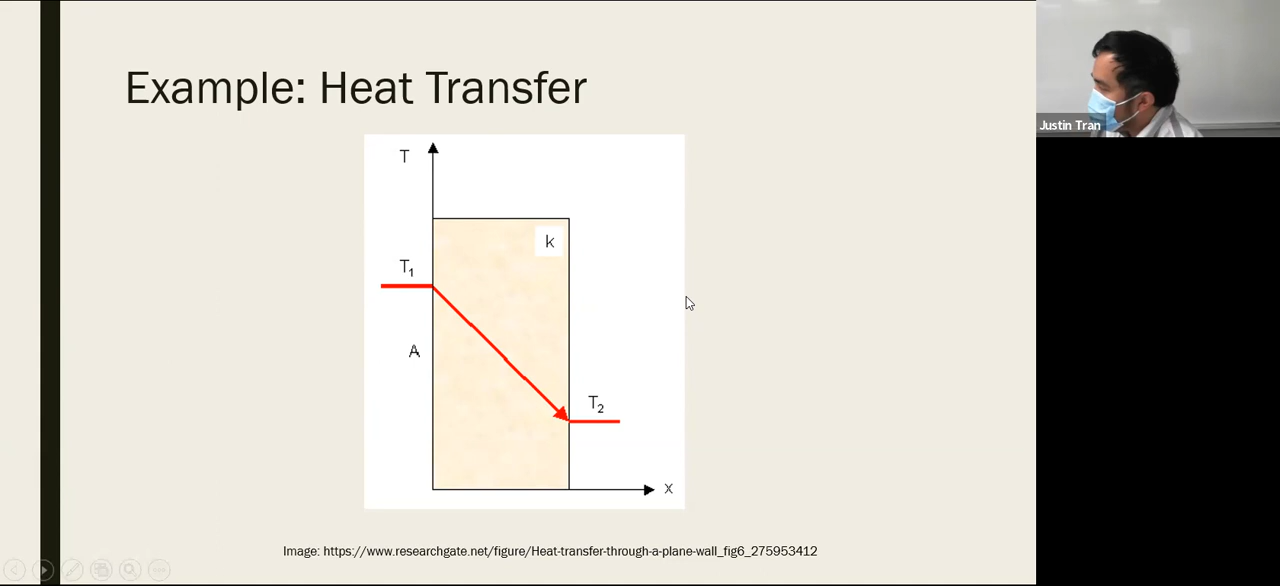 Example: Heat Transfer
Justin Tran
T
k
T₁
A
T₂
x
Image: https://www.researchgate.net/figure/Heat-transfer-through-a-plane-wall_fig6_275953412